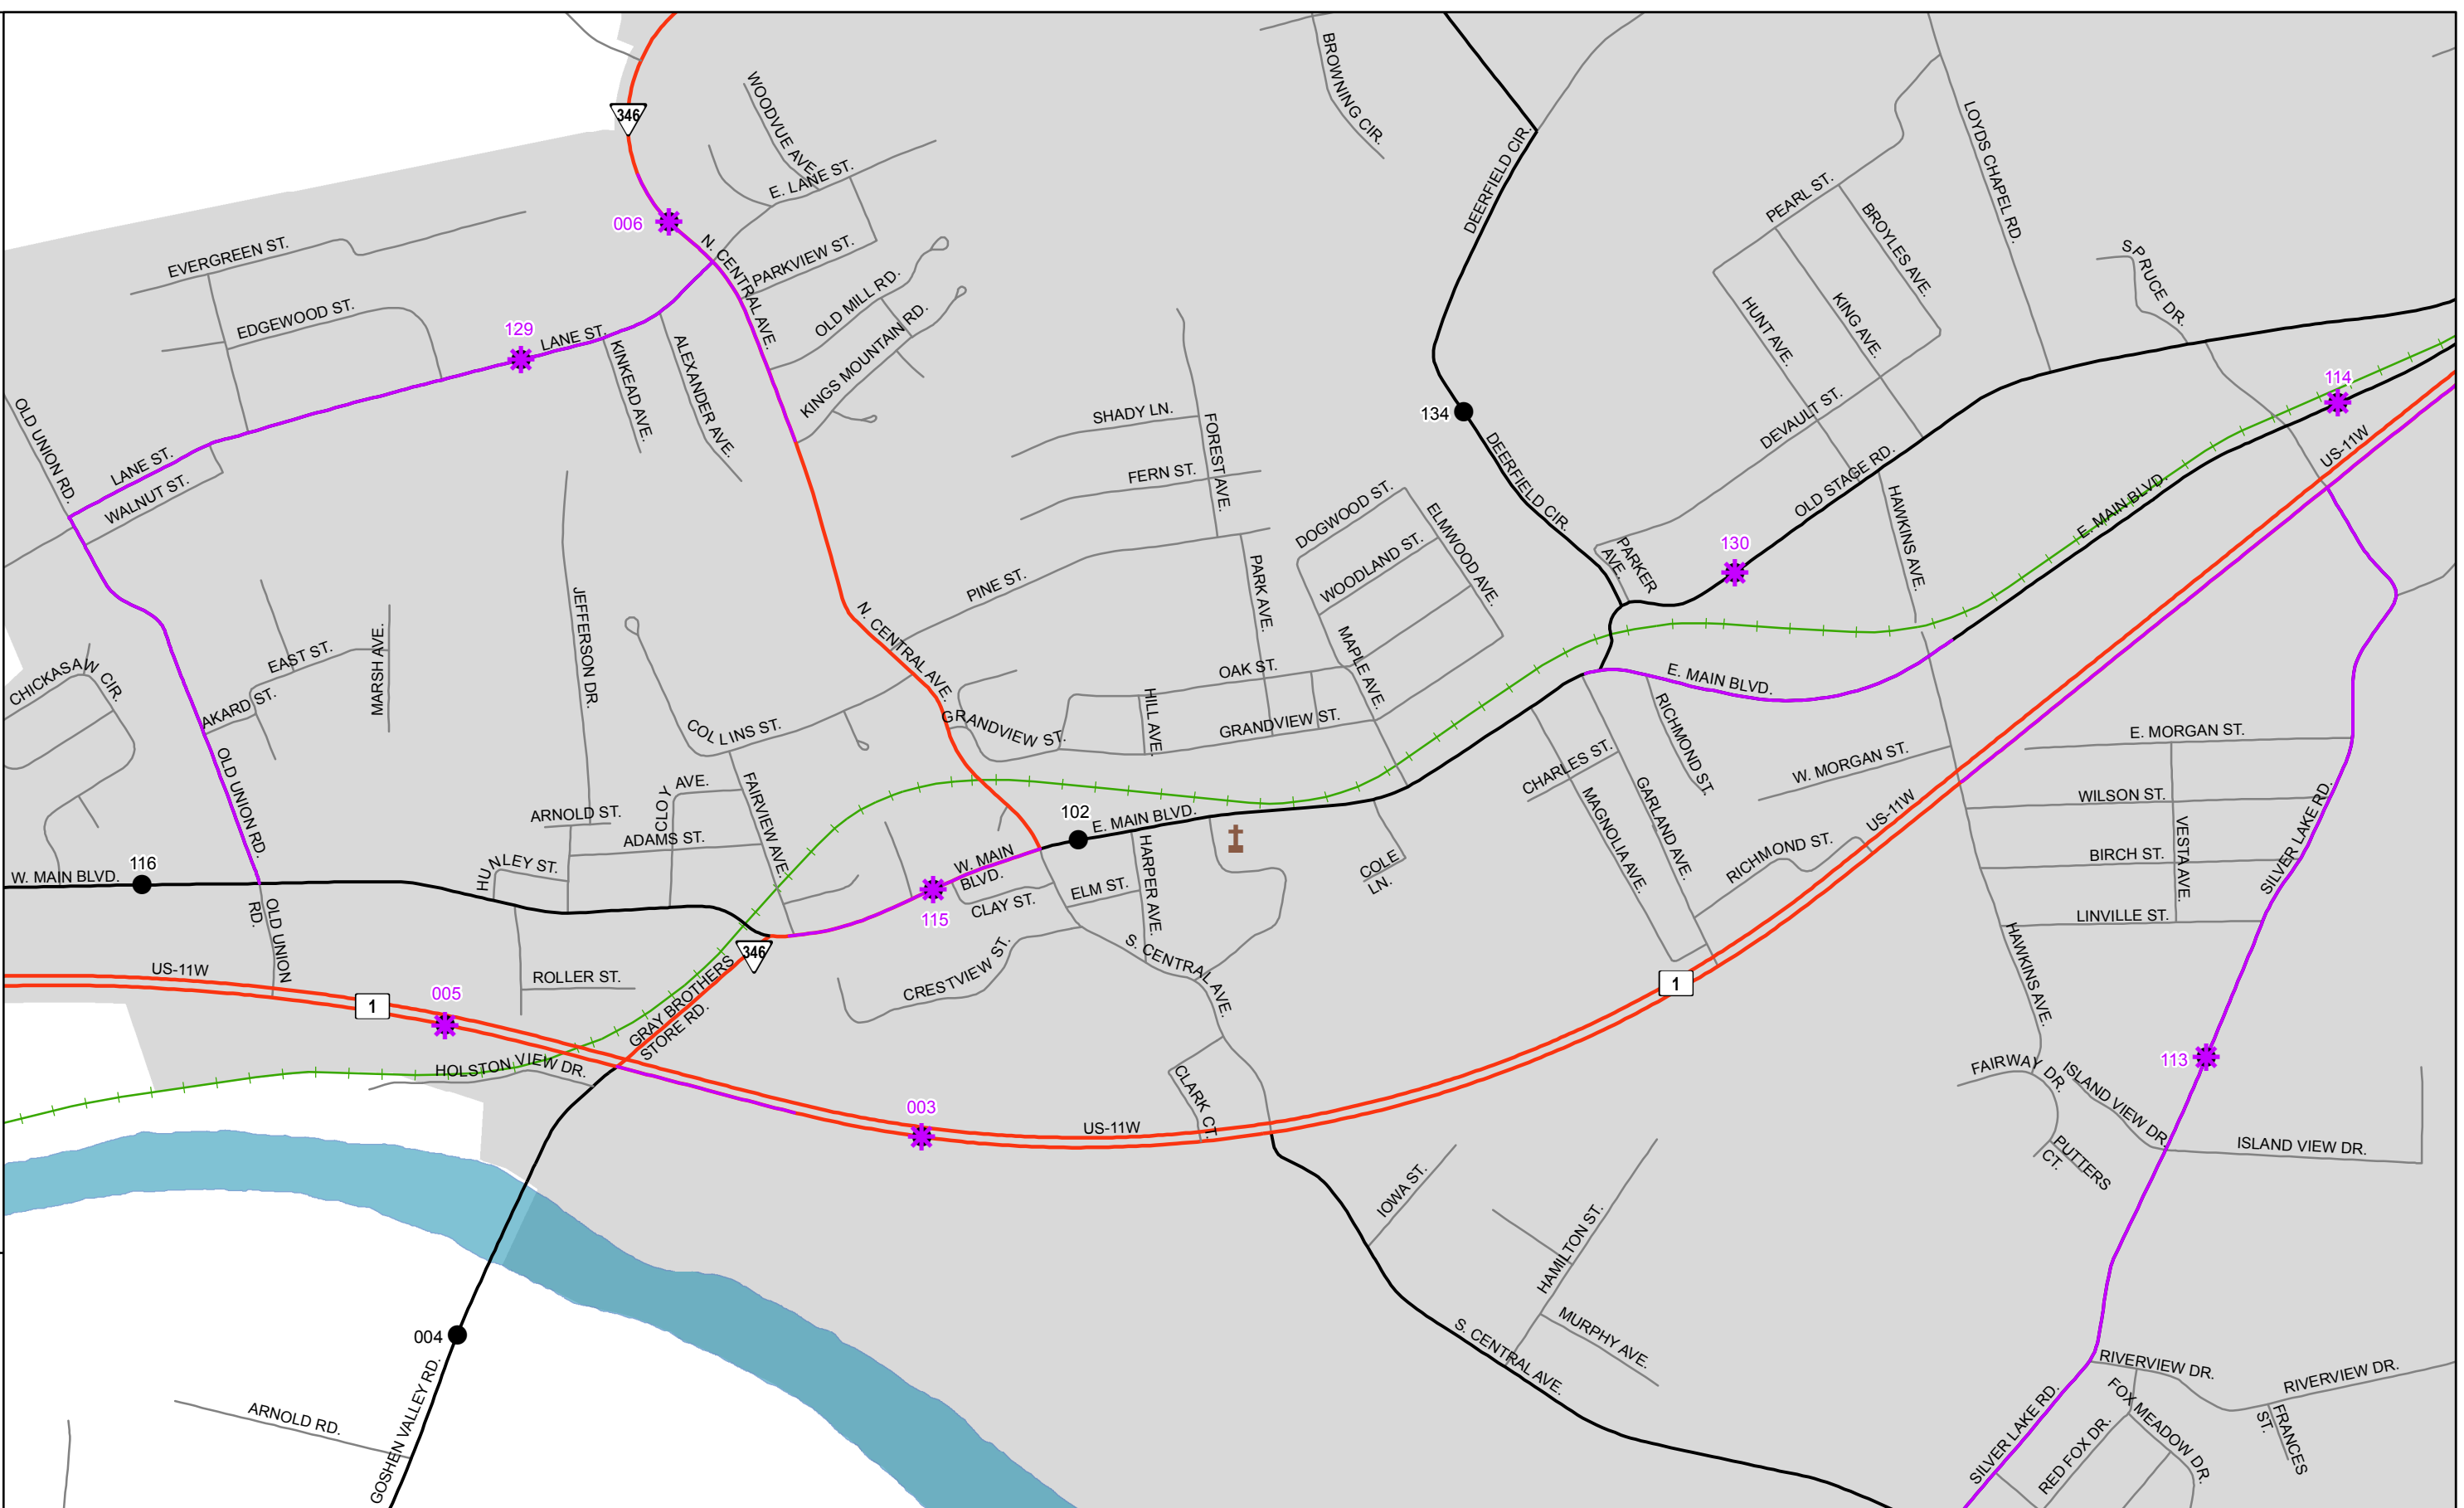 BROWNING CIR.
346
WOODVUE AVE.
E. LANE ST.
DEERFIELD CIR.
LOYDS CHAPEL RD.
PEARL ST.
BROYLES AVE.
006
N. CENTRAL AVE.
PARKVIEW ST.
EVERGREEN ST.
OLD MILL RD.
SPRUCE DR.
EDGEWOOD ST.
129
LANE ST.
KINKEAD AVE.
ALEXANDER AVE.
KINGS MOUNTAIN RD.
HUNT AVE.
KING AVE.
114
OLD UNION RD.
SHADY LN.
FOREST AVE.
134
DEERFIELD CIR.
DEVAULT ST.
US-11W
LANE ST.
WALNUT ST.
FERN ST.
DOGWOOD ST.
ELMWOOD AVE.
OLD STAGE RD.
HAWKINS AVE.
E. MAIN BLVD.
WOODLAND ST.
PARKER
AVE.
130
PINE ST.
PARK AVE.
JEFFERSON DR.
N. CENTRAL AVE.
MAPLE AVE.
CHICKASAW CIR.
EAST ST.
MARSH AVE.
AKARD ST.
OAK ST.
E. MAIN BLVD.
COLLINS ST.
GRANDVIEW ST.
HILL AVE.
GRANDVIEW ST.
RICHMOND ST.
E. MORGAN ST.
OLD UNION RD.
CHARLES ST.
W. MORGAN ST.
CLOY AVE.
FAIRVIEW AVE.
MAGNOLIA AVE.
GARLAND AVE.
US-11W
WILSON ST.
VESTA AVE.
SILVER LAKE RD.
ARNOLD ST.
ADAMS ST.
102
E. MAIN BLVD.
HARPER AVE.
COLE
LN.
RICHMOND ST.
BIRCH ST.
W. MAIN BLVD.
116
HUNLEY ST.
W. MAIN
BLVD.
115
CLAY ST.
ELM ST.
LINVILLE ST.
OLD UNION
RD.
HAWKINS AVE.
346
S. CENTRAL AVE.
CRESTVIEW ST.
US-11W
1
005
ROLLER ST.
GRAY BROTHERS
STORE RD.
1
HOLSTON VIEW DR.
CLARK CT.
003
US-11W
FAIRWAY DR.
ISLAND VIEW DR.
113
ISLAND VIEW DR.
PUTTERS
CT.
IOWA ST.
HAMILTON ST.
004
GOSHEN VALLEY RD.
S. CENTRAL AVE.
MURPHY AVE.
RIVERVIEW DR.
RIVERVIEW DR.
ARNOLD RD.
SILVER LAKE RD.
RED FOX DR.
FOX MEADOW DR.
FRANCES
ST.